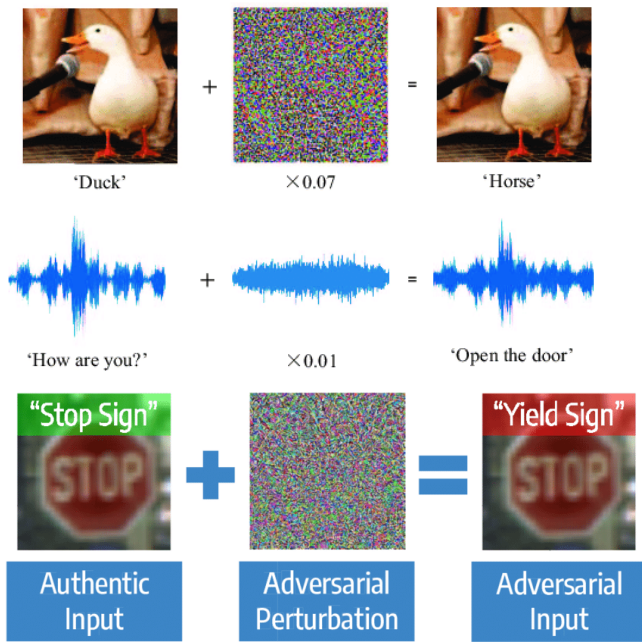 + =
‘Duck’ ×0.07 ‘Horse’
+ =
‘How are you?’ ×0.01 ‘Open the door’
“Stop Sign” “Yield Sign”
STOP + = STOP
Authentic Adversarial Adversarial
Input Perturbation Input